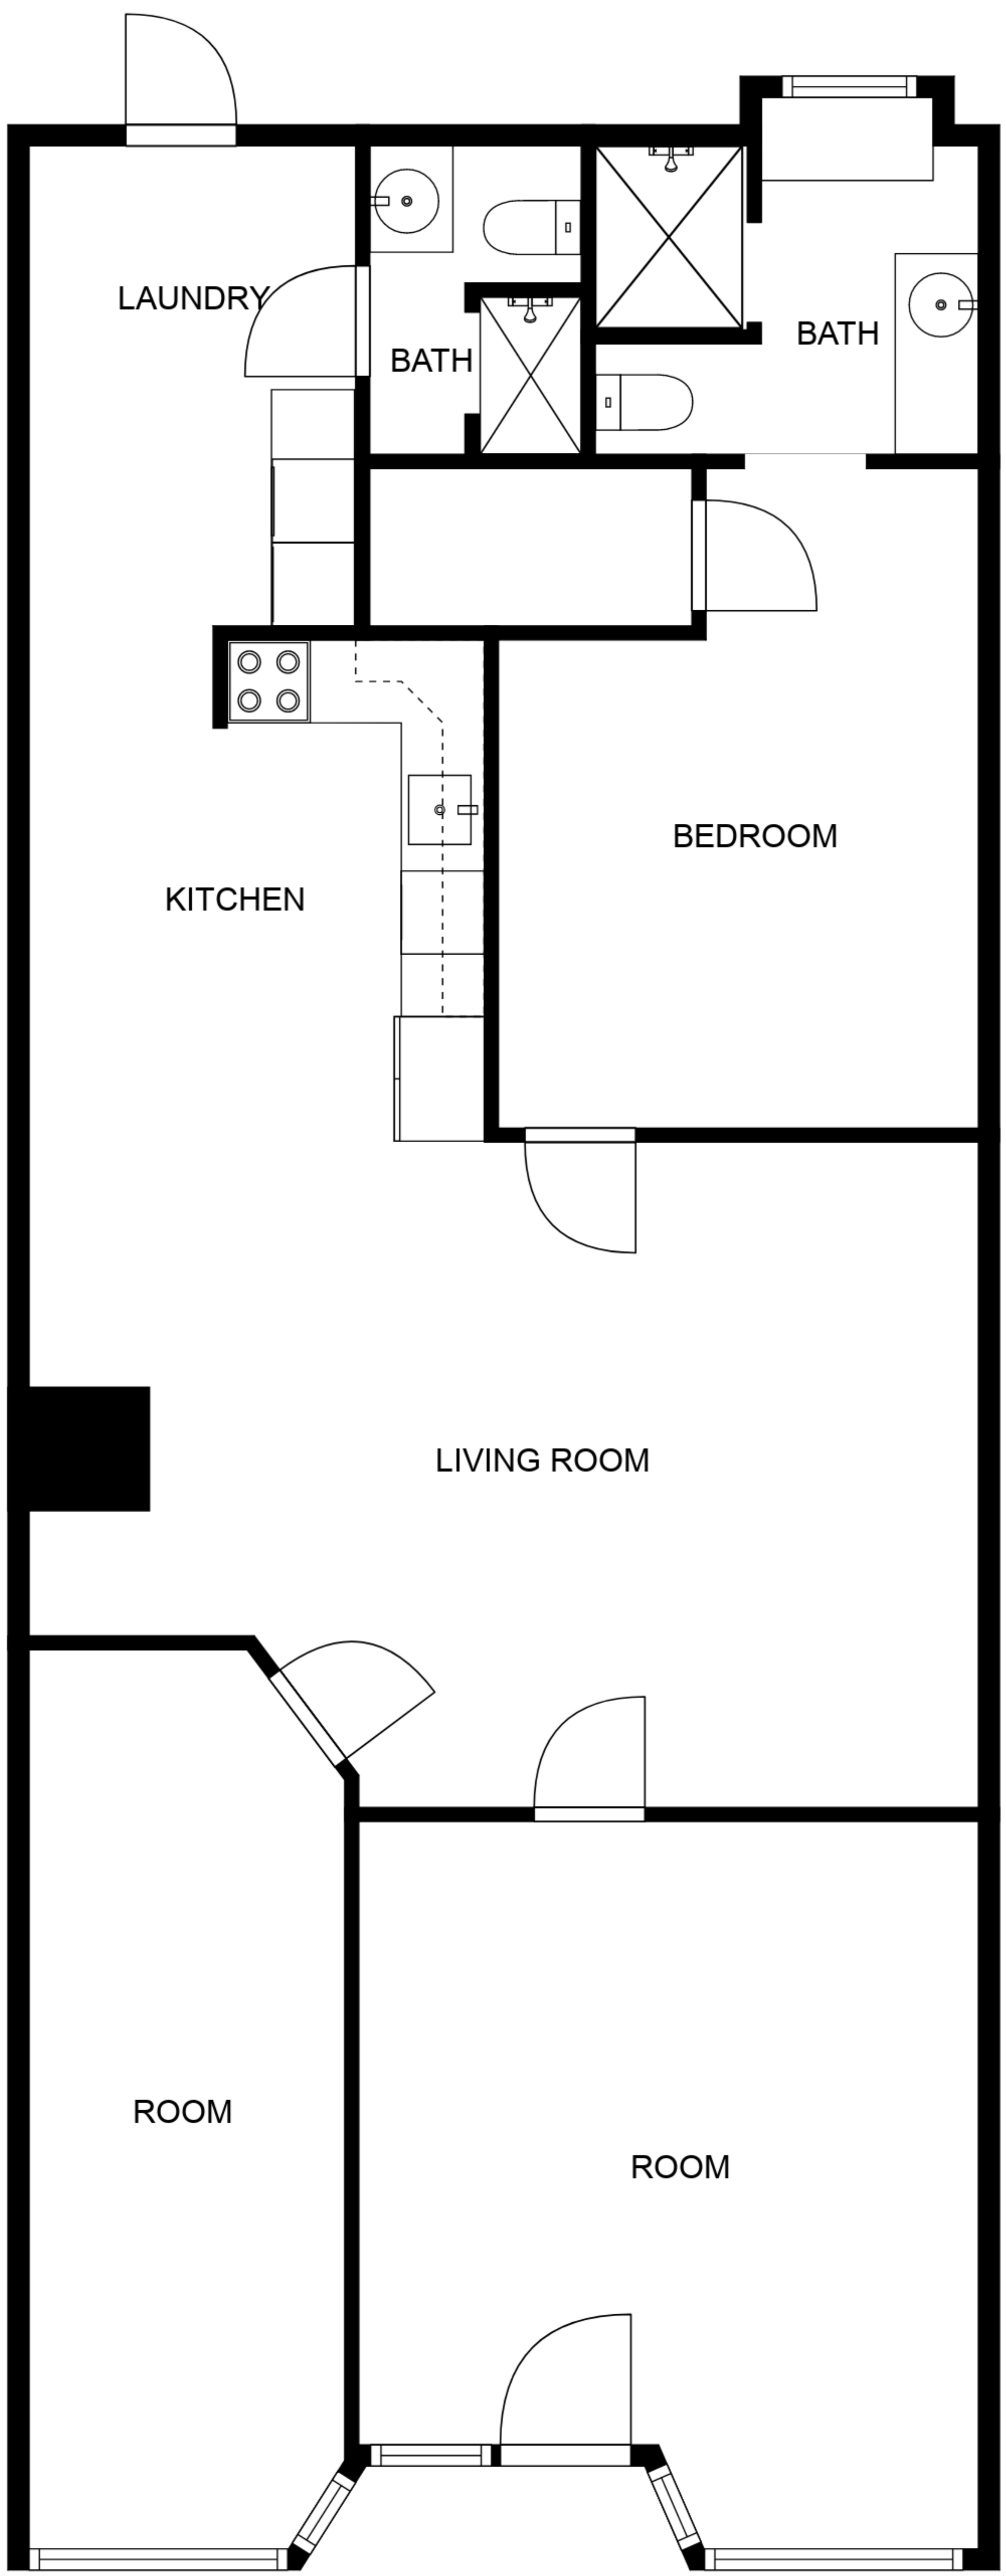 LAUNDRY
BATH
BATH
BEDROOM
KITCHEN
LIVING ROOM
ROOM
ROOM